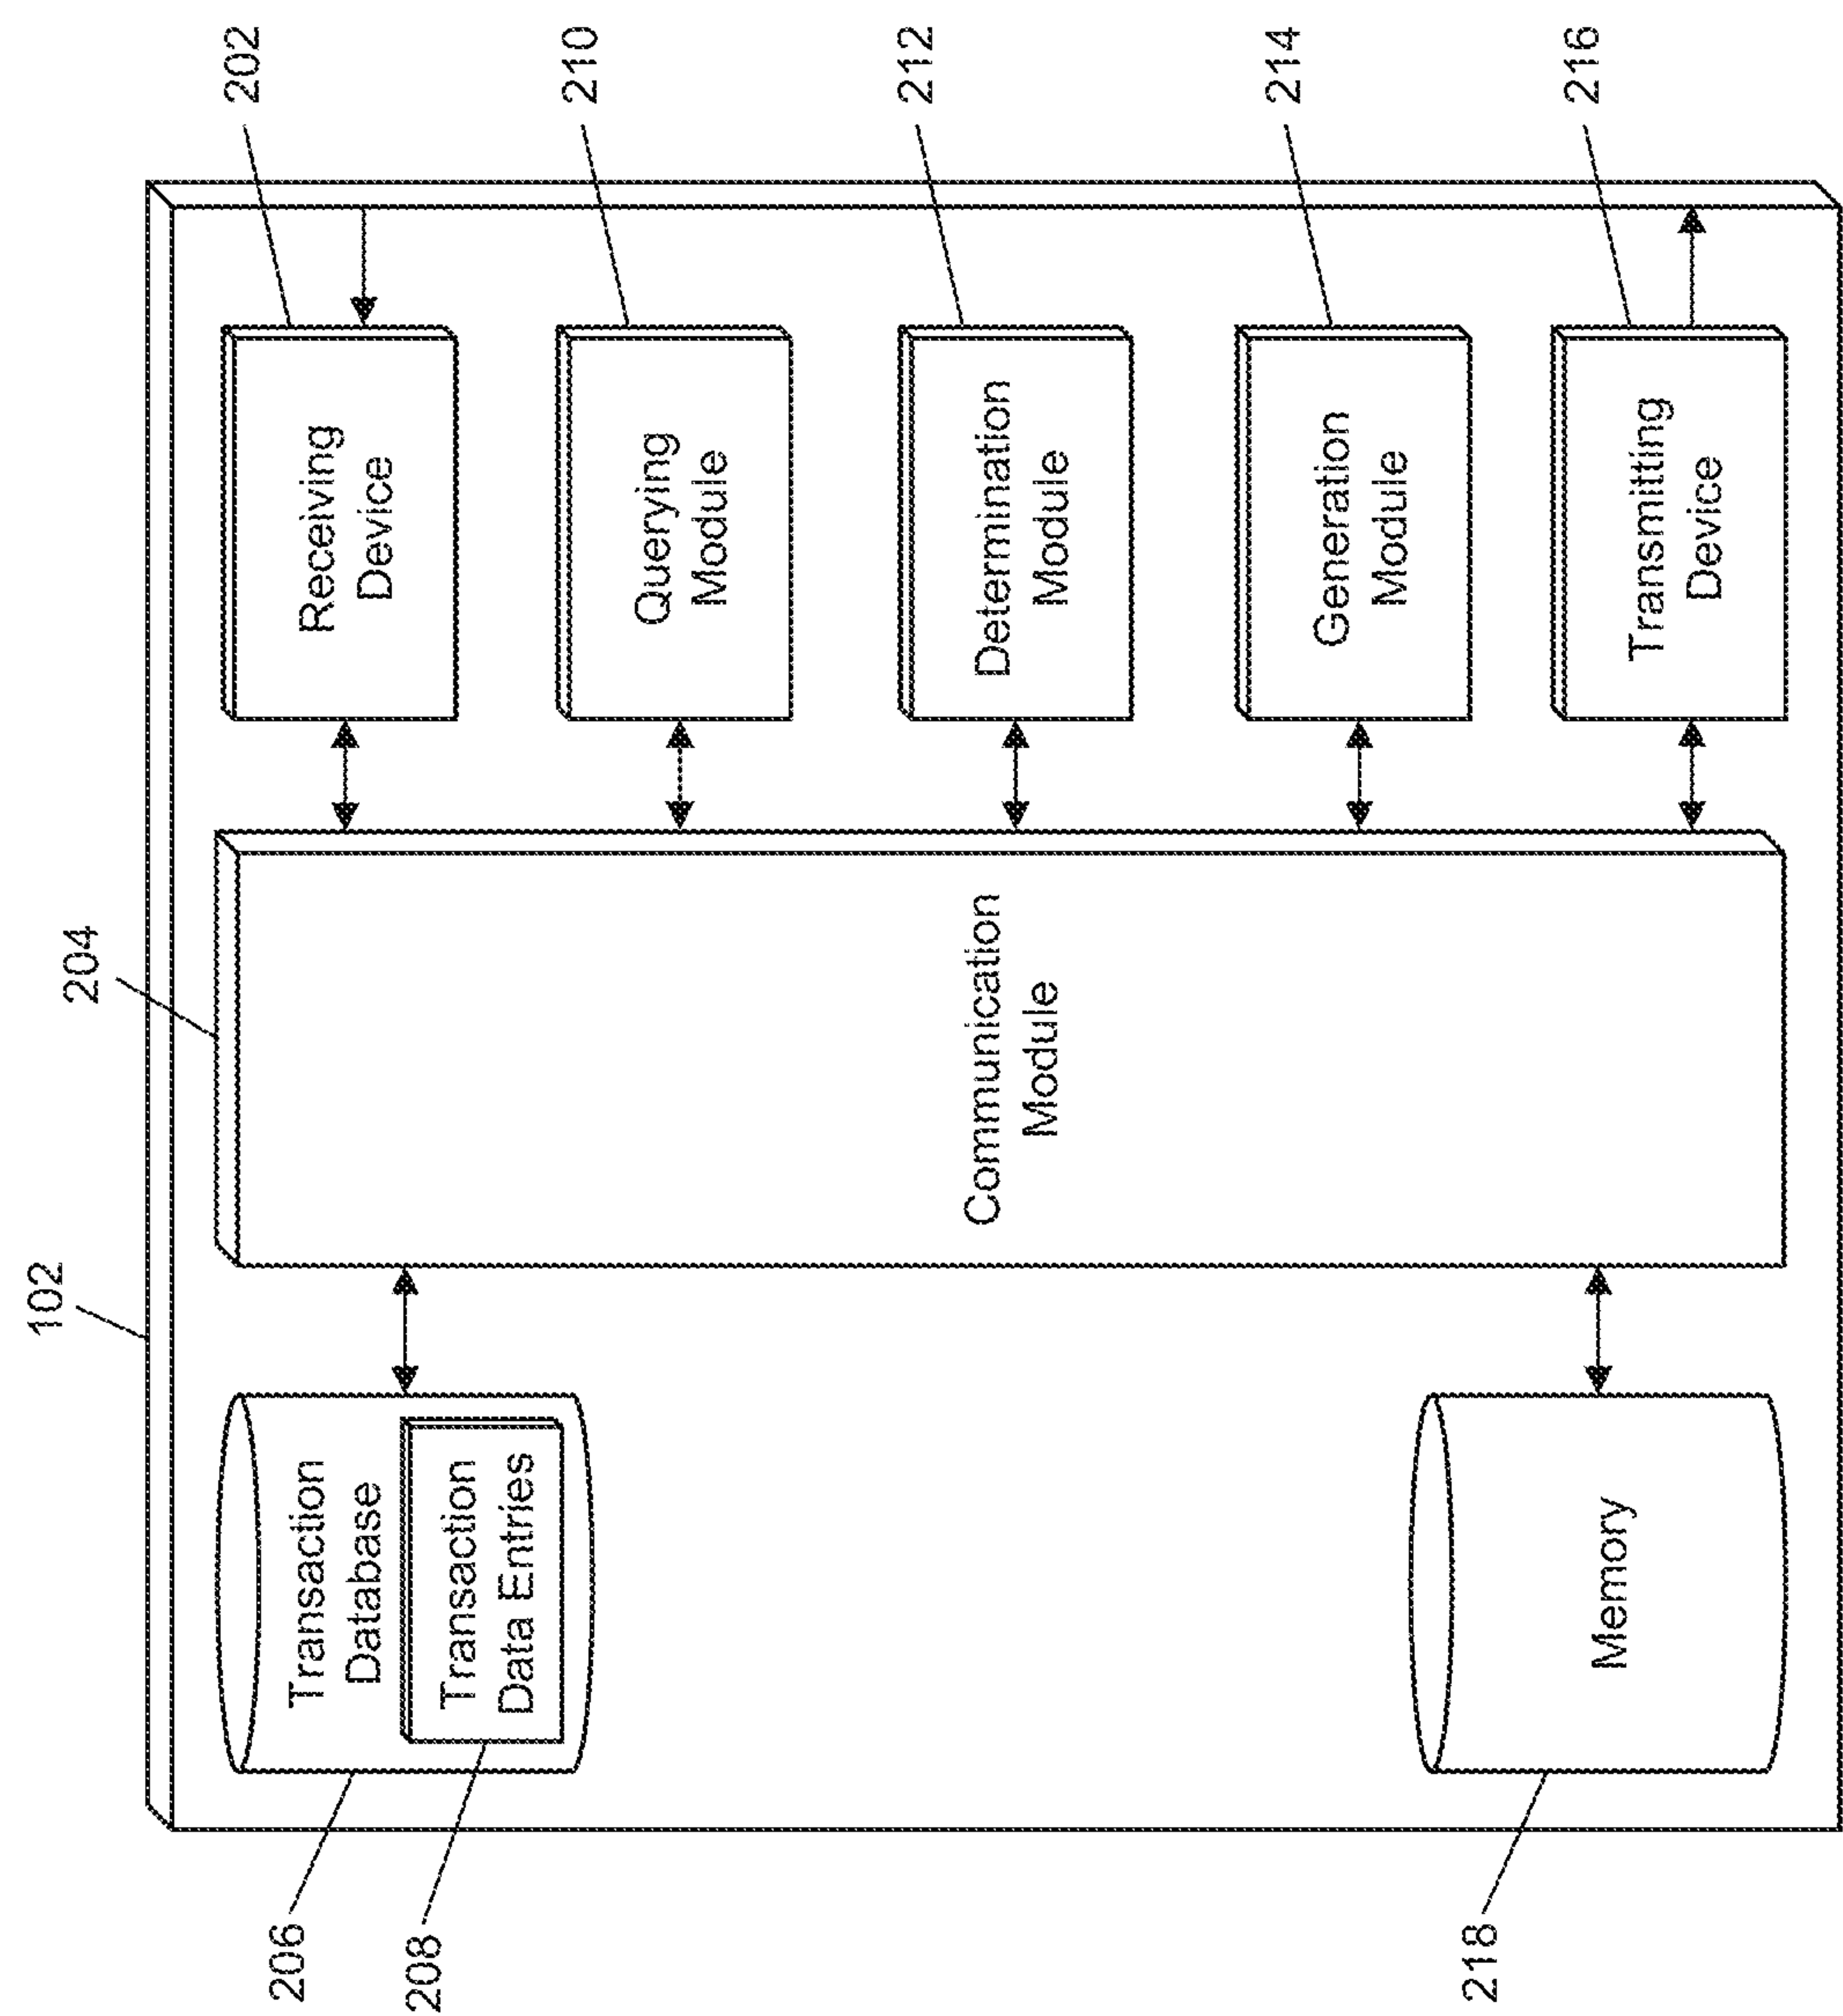 102
204
202
206
Transaction
Database
208
Transaction
Data Entries
Receiving
Device
210
Querying
Module
212
Communication
Module
Determination
Module
214
Generation
Module
218
Memory
216
Transmitting
Device